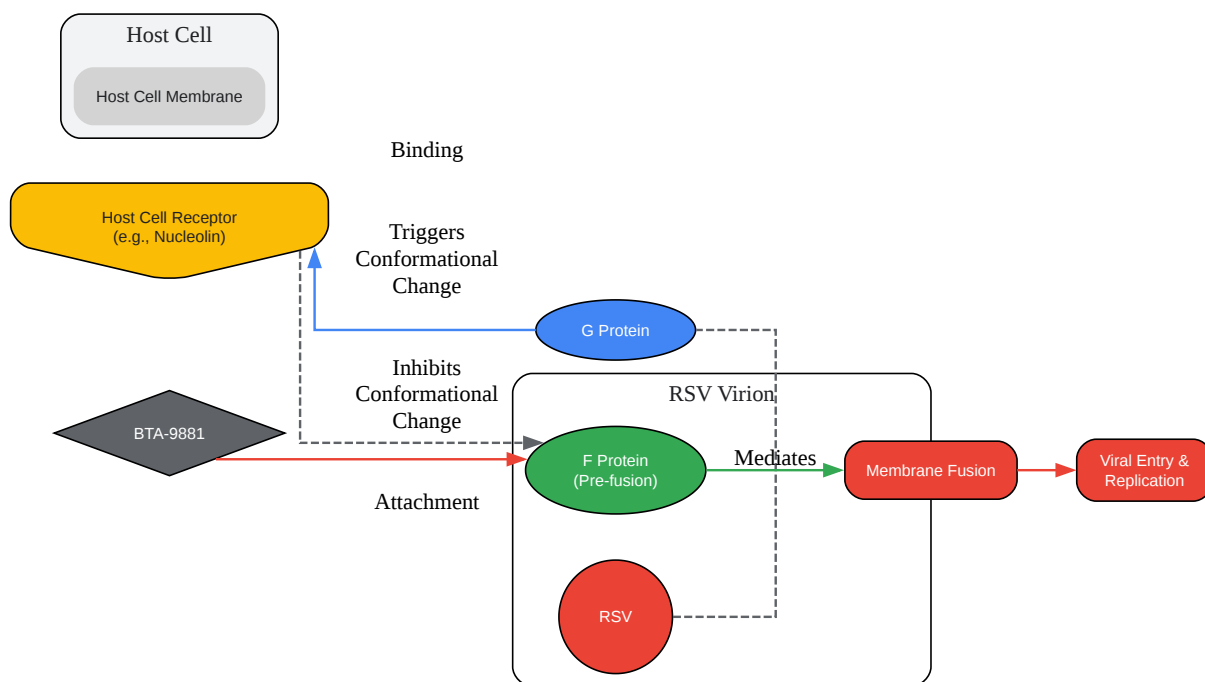 Host Cell
Host Cell Membrane
Binding
Host Cell Receptor
(e.g., Nucleolin)
Triggers
Conformational
Change
G Protein
Inhibits
Conformational
Change
RSV Virion
BTA-9881
F Protein
(Pre-fusion)
Mediates
Membrane Fusion
Viral Entry &
Replication
Attachment
RSV